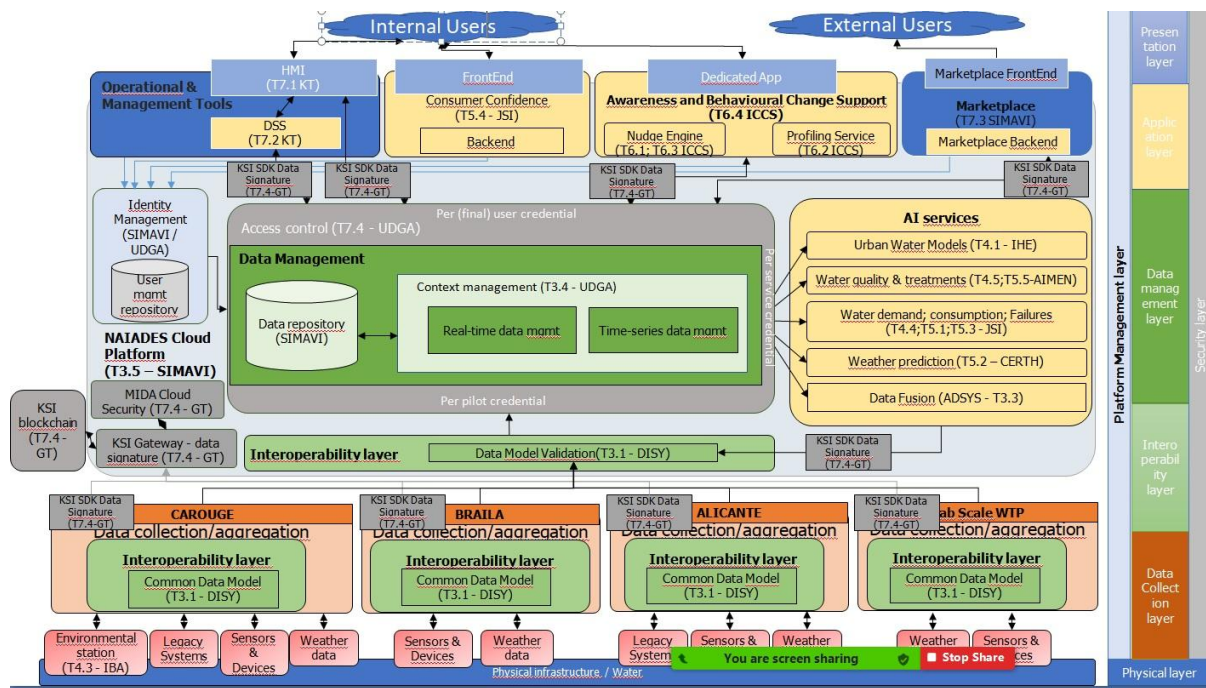 Internal Users
External Users
HMI
(T7.1 KT)
Operational &
Management Tools
DSS
(T7.2 KT)
FrontEnd
Consumer Confidence
(T5.4 - JSI)
Backend
Dedicated App
Awareness and Behavioural Change Support
(T6.4 ICCS)
Nudge Engine
(T6.1; T6.3 ICCS)
Profiling Service
(T6.2 ICCS)
Marketplace FrontEnd
Marketplace
(T7.3 SIMAVI)
Marketplace Backend
KSI SDK Data
Signature
(T7.4-GT)
KSI SDK Data
Signature
(T7.4-GT)
KSI SDK Data
Signature
(T7.4-GT)
KSI SDK Data
Signature
(T7.4-GT)
Identity
Management
(SIMAVI /
UDGA)
User
mgmt
repository
NAIADES Cloud
Platform
(T3.5 – SIMAVI)
Per (final) user credential
Access control (T7.4 - UDGA)
Data Management
Data repository
(SIMAVI)
Context management (T3.4 - UDGA)
Real-time data mgmt
Time-series data mgmt
Per service credential
Per pilot credential
AI services
Urban Water Models (T4.1 - IHE)
Water quality & treatments (T4.5;T5.5-AIMEN)
Water demand; consumption; Failures
(T4.4;T5.1;T5.3 - JSI)
Weather prediction (T5.2 – CERTH)
Data Fusion (ADSYS - T3.3)
MIDA Cloud
Security (T7.4 - GT)
KSI
blockchain
(T7.4 -
GT)
KSI Gateway - data
signature (T7.4 - GT)
Interoperability layer
Data Model Validation(T3.1 - DISY)
KSI SDK Data
Signature
(T7.4-GT)
KSI SDK Data
Signature
(T7.4-GT)
CAROUGE
Data collection/aggregation
Interoperability layer
Common Data Model
(T3.1 - DISY)
Environmental
station
(T4.3 - IBA)
Legacy
Systems
Sensors
&
Devices
Weather
data
KSI SDK Data
Signature
(T7.4-GT)
BRAILA
Data collection/aggregation
Interoperability layer
Common Data Model
(T3.1 - DISY)
Sensors &
Devices
Weather
data
KSI SDK Data
Signature
(T7.4-GT)
ALICANTE
Data collection/aggregation
Interoperability layer
Common Data Model
(T3.1 - DISY)
Legacy
System
Sensors &
Weather
KSI SDK Data
Signature
(T7.4-GT)
ab Scale WTP
Data collection/aggregation
Interoperability layer
Common Data Model
(T3.1 - DISY)
Weather
Sensors &
ices
You are screen sharing
Stop Share
Physical infrastructure / Water
Platform Management layer
Presen
tation
layer
Applic
ation
layer
Data
manag
ement
layer
Intero
perabil
ity
layer
Data
Collect
ion
layer
Security layer
Physical layer